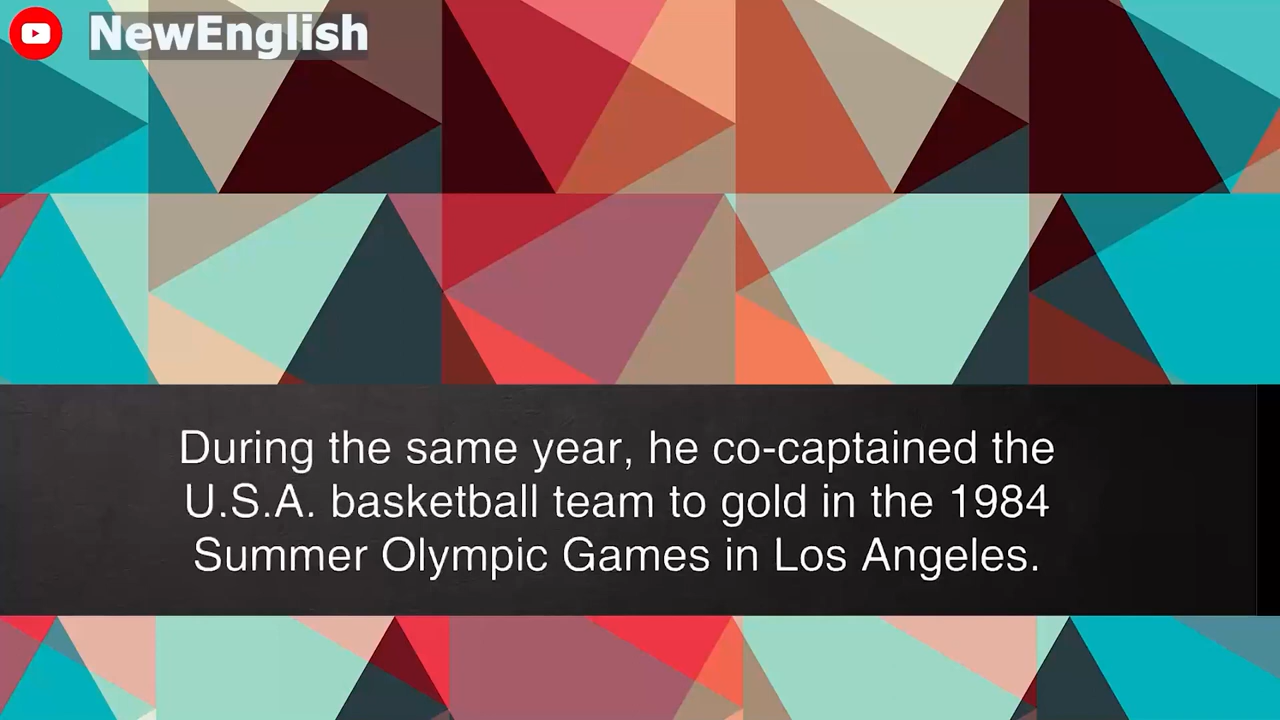 NewEnglish
During the same year, he co-captained the
U.S.A. basketball team to gold in the 1984
Summer Olympic Games in Los Angeles.